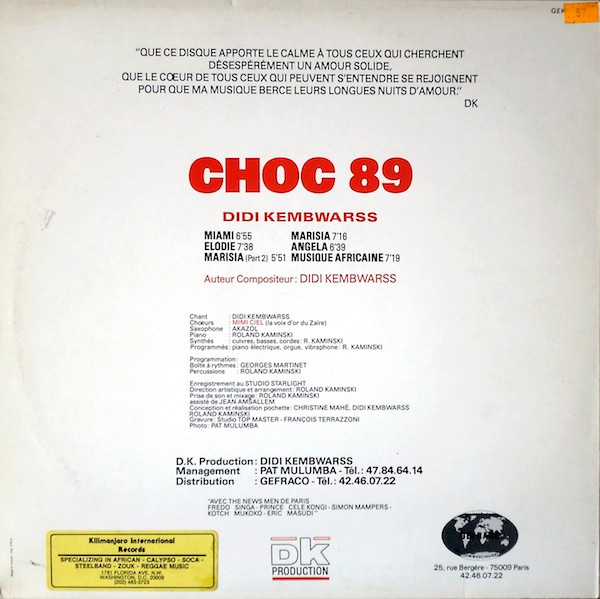 GEF
57.
"QUE CE DISQUE APPORTE LE CALME À TOUS CEUX QUI CHERCHENT
DÉSESPÉRÉMENT UN AMOUR SOLIDE,
QUE LE CŒUR DE TOUS CEUX QUI PEUVENT S'ENTENDRE SE REJOIGNENT
POUR QUE MA MUSIQUE BERCE LEURS LONGUES NUITS D'AMOUR."
DK
CHOC 89
DIDI KEMBWARSS
MIAMI 6'55 MARISIA 7'16
ELODIE 7'38 ANGELA 6'39
MARISIA (Part 2) 5'51 MUSIQUE AFRICAINE 7'19
Auteur Compositeur : DIDI KEMBWARSS
Chant : DIDI KEMBWARSS
Chœurs : MIMI CIEL (la voix d'or du Zaïre)
Saxophone : AKAZOL
Piano : ROLAND KAMINSKI
Synthés : cuivres, basses, cordes : R. KAMINSKI
Programmés : piano électrique, orgue, vibraphone : R. KAMINSKI
Programmation:
Boîte à rythmes : GEORGES MARTINET
Percussions : ROLAND KAMINSKI
Enregistrement au STUDIO STARLIGHT
Direction artistique et arrangement : ROLAND KAMINSKI
Prise de son et mixage : ROLAND KAMINSKI
assisté de JEAN AMSALLEM
Conception et réalisation pochette : CHRISTINE MAHÉ, DIDI KEMBWARSS
ROLAND KAMINSKI
Gravure : Studio TOP MASTER - FRANÇOIS TERRAZZONI
Photo : PAT MULUMBA
D.K. Production : DIDI KEMBWARSS
Management : PAT MULUMBA - Tél. : 47.84.64.14
Distribution : GEFRACO - Tél. : 42.46.07.22
"AVEC THE NEWS MEN DE PARIS
FREDO SINGA - PRINCE CELE KONGI - SIMON MAMPERS -
KOTCH MUKOKO - ERIC MASUDI"
Kilimanjaro International
Records
SPECIALIZING IN AFRICAN - CALYPSO - SOCA -
STEELBAND - ZOUK - REGGAE MUSIC
1781 FLORIDA AVE. N.W.
WASHINGTON, D.C. 20009
(202) 483-3723
DK
PRODUCTION
25, rue Bergère - 75009 Paris
42.46.07.22